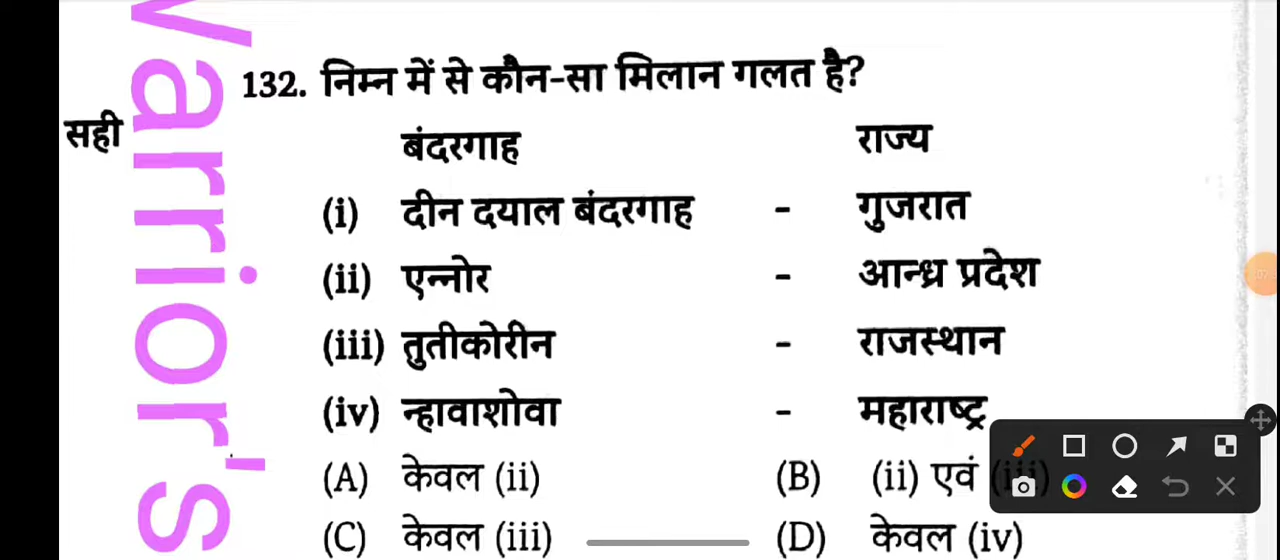 Warrior's
132. निम्न में से कौन-सा मिलान गलत है?
सही
बंदरगाह राज्य
(i) दीन दयाल बंदरगाह - गुजरात
(ii) एन्नोर - आन्ध्र प्रदेश
(iii) तुतीकोरीन - राजस्थान
(iv) न्हावाशोवा - महाराष्ट्र
(A) केवल (ii) (B) (ii) एवं (iii)
(C) केवल (iii) (D) केवल (iv)